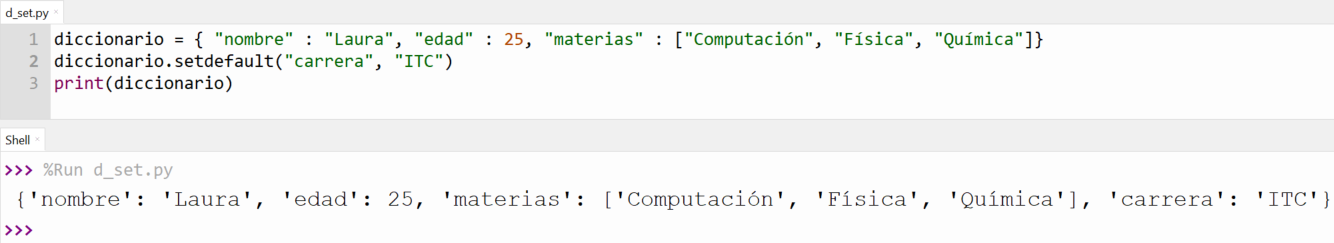 d_set.py ×
1 diccionario = { "nombre" : "Laura", "edad" : 25, "materias" : ["Computación", "Física", "Química"]}
2 diccionario.setdefault("carrera", "ITC")
3 print(diccionario)
Shell ×
>>> %Run d_set.py
{'nombre': 'Laura', 'edad': 25, 'materias': ['Computación', 'Física', 'Química'], 'carrera': 'ITC'}
>>>